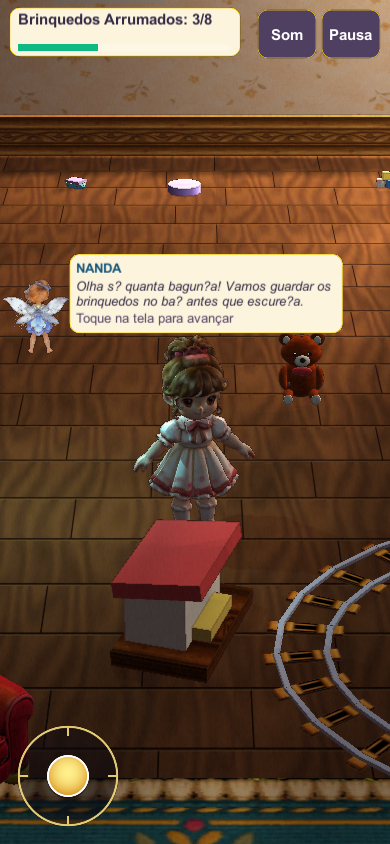 Brinquedos Arrumados: 3/8
Som
Pausa
NANDA
Olha s? quanta bagun?a! Vamos guardar os
brinquedos no ba? antes que escure?a.
Toque na tela para avançar